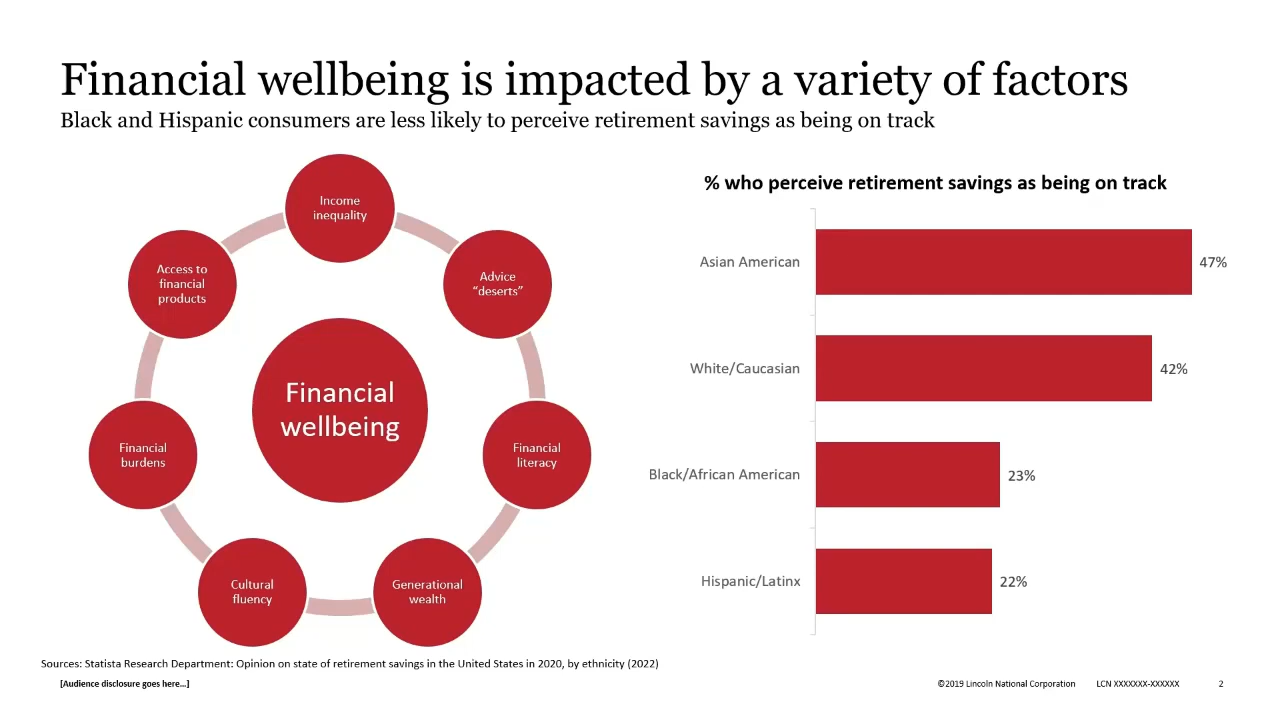 Financial wellbeing is impacted by a variety of factors
Black and Hispanic consumers are less likely to perceive retirement savings as being on track
Income
inequality
Advice
“deserts”
Financial
literacy
Generational
wealth
Cultural
fluency
Financial
burdens
Access to
financial
products
Financial
wellbeing
% who perceive retirement savings as being on track
Asian American 47%
White/Caucasian 42%
Black/African American 23%
Hispanic/Latinx 22%
Sources: Statista Research Department: Opinion on state of retirement savings in the United States in 2020, by ethnicity (2022)
[Audience disclosure goes here…] ©2019 Lincoln National Corporation LCN XXXXXXX-XXXXXX 2